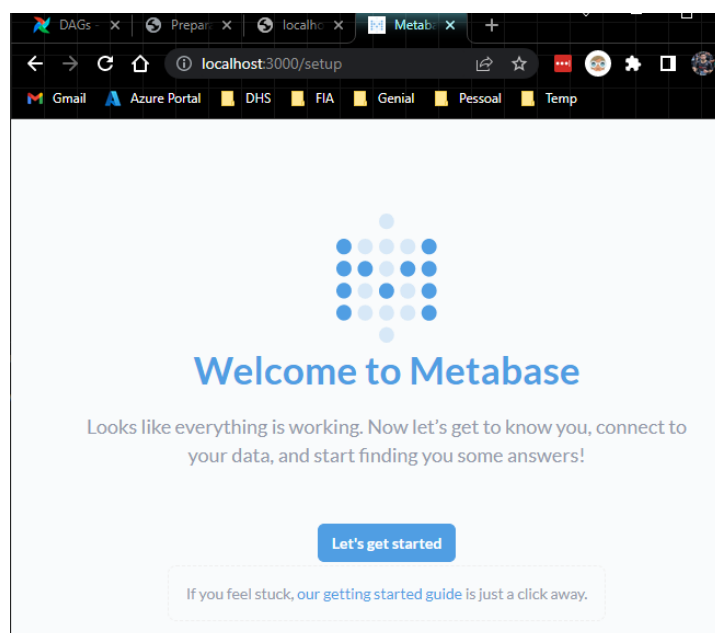 DAGs -
Prepar
localho
Metaba
localhost:3000/setup
Gmail
Azure Portal
DHS
FIA
Genial
Pessoal
Temp
Welcome to Metabase
Looks like everything is working. Now let's get to know you, connect to
your data, and start finding you some answers!
Let's get started
If you feel stuck, our getting started guide is just a click away.